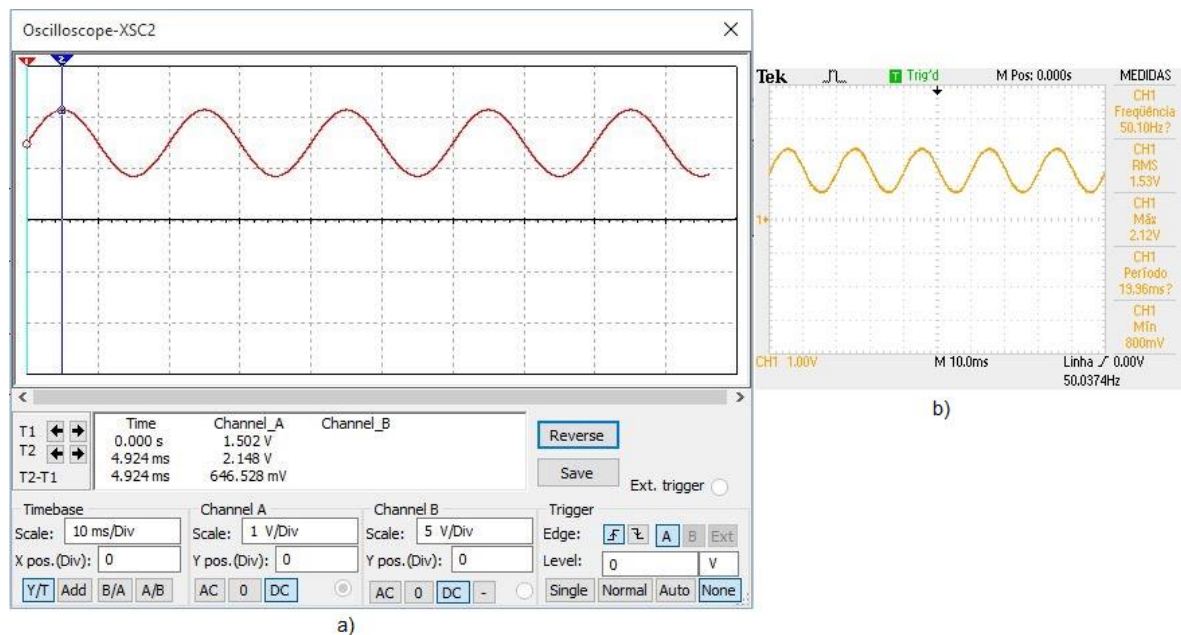 Oscilloscope-XSC2
1
2
T1
T2
T2-T1
Time Channel_A Channel_B
0.000 s 1.502 V
4.924 ms 2.148 V
4.924 ms 646.528 mV
Reverse
Save
Ext. trigger
Timebase
Scale: 10 ms/Div
X pos.(Div): 0
Y/T Add B/A A/B
Channel A
Scale: 1 V/Div
Y pos.(Div): 0
AC 0 DC
Channel B
Scale: 5 V/Div
Y pos.(Div): 0
AC 0 DC -
Trigger
Edge: A B Ext
Level: 0 V
Single Normal Auto None
a)
Tek T Trig'd M Pos: 0.000s MEDIDAS
CH1
Freqüência
50.10Hz?
CH1
RMS
1.53V
CH1
Máx
2.12V
CH1
Período
19.96ms?
CH1
Mín
800mV
1
CH1 1.00V M 10.0ms Linha 0.00V
50.0374Hz
b)